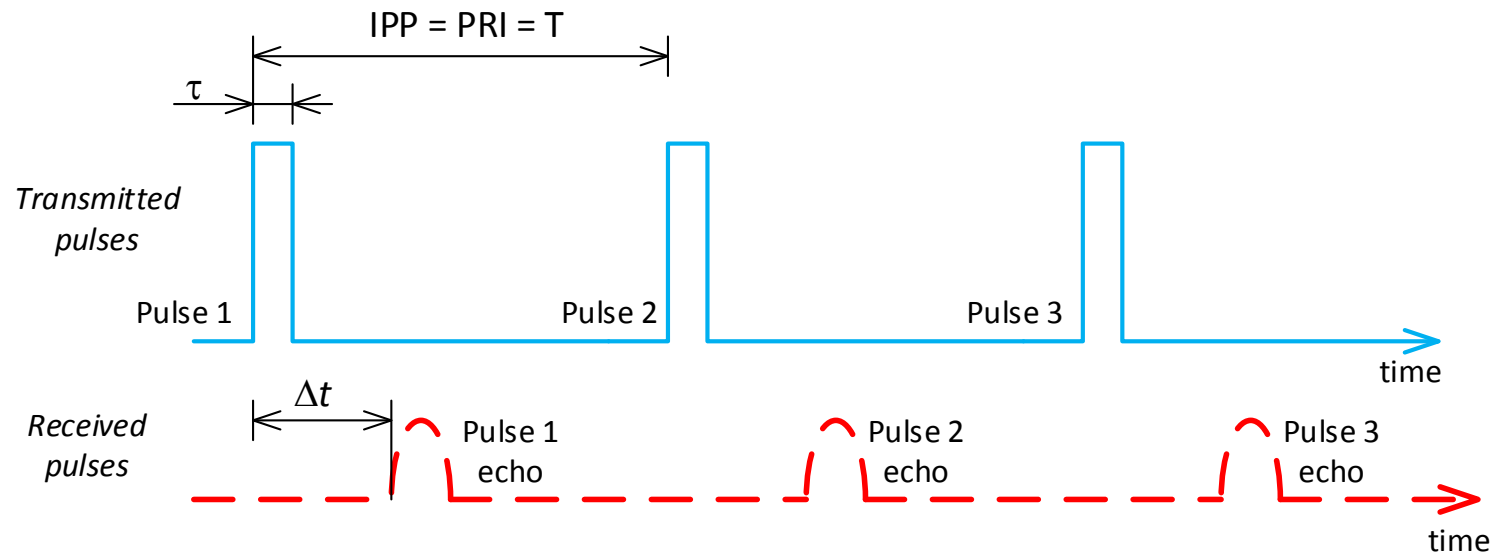 IPP = PRI = T
τ
Transmitted
pulses
Pulse 1
Pulse 2
Pulse 3
time
Δt
Received
pulses
Pulse 1
echo
Pulse 2
echo
Pulse 3
echo
time